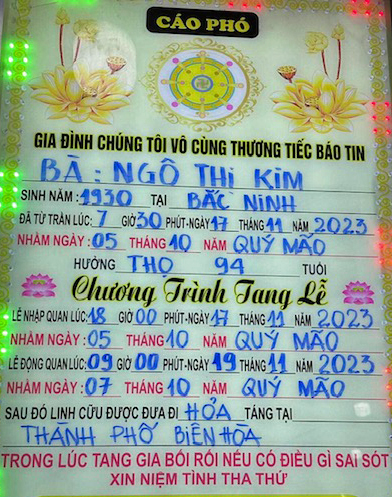 CÁO PHÓ
GIA ĐÌNH CHÚNG TÔI VÔ CÙNG THƯƠNG TIẾC BÁO TIN
BÀ : NGÔ THỊ KIM
SINH NĂM : 1930 TẠI BẮC NINH
ĐÃ TỪ TRẦN LÚC: 7 GIỜ 30 PHÚT-NGÀY 17 THÁNG 11 NĂM 2023
NHẰM NGÀY : 05 THÁNG 10 NĂM QUÝ MÃO
HƯỞNG THỌ 94 TUỔI
Chương Trình Tang Lễ
LỄ NHẬP QUAN LÚC: 18 GIỜ 00 PHÚT-NGÀY 17 THÁNG 11 NĂM 2023
NHẰM NGÀY : 05 THÁNG 10 NĂM QUÝ MÃO
LỄ ĐỘNG QUAN LÚC: 09 GIỜ 00 PHÚT-NGÀY 19 THÁNG 11 NĂM 2023
NHẰM NGÀY : 07 THÁNG 10 NĂM QUÝ MÃO
SAU ĐÓ LINH CỮU ĐƯỢC ĐƯA ĐI HỎA TÁNG TẠI
THÀNH PHỐ BIÊN HÒA
TRONG LÚC TANG GIA BỐI RỐI NẾU CÓ ĐIỀU GÌ SAI SÓT
XIN NIỆM TÌNH THA THỨ